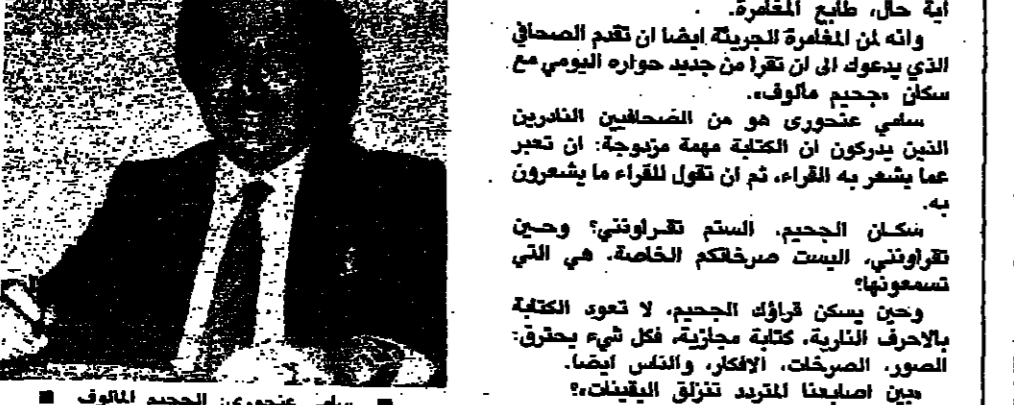 اية حال، طابع المغامرة.
وانه لمن المغامرة الجريئة ايضا ان تقدم الصحافي
الذي يدعوك الى ان تقرا من جديد حواره اليومي مع
سكان «جحيم مألوف».
سامي عنحوري هو من الصحافيين النادرين
الذين يدركون ان الكتابة مهمة مزدوجة: ان تعبر
عما يشعر به القراء، ثم ان تقول للقراء ما يشعرون
به.
سكان الجحيم، الستم تقراونني؟ وحين
تقراونني، اليست صرخاتكم الخاصة، هي التي
تسمعونها؟
وحين يسكن قراؤك الجحيم، لا تعود الكتابة
بالاحرف النارية، كتابة مجازية، فكل شيء يحترق:
الصور، الصرخات، الافكار، والناس ايضا.
«بين اصابعنا المتردد تنزلق اليقينات»؟
سامي عنحوري: الجحيم المالوف